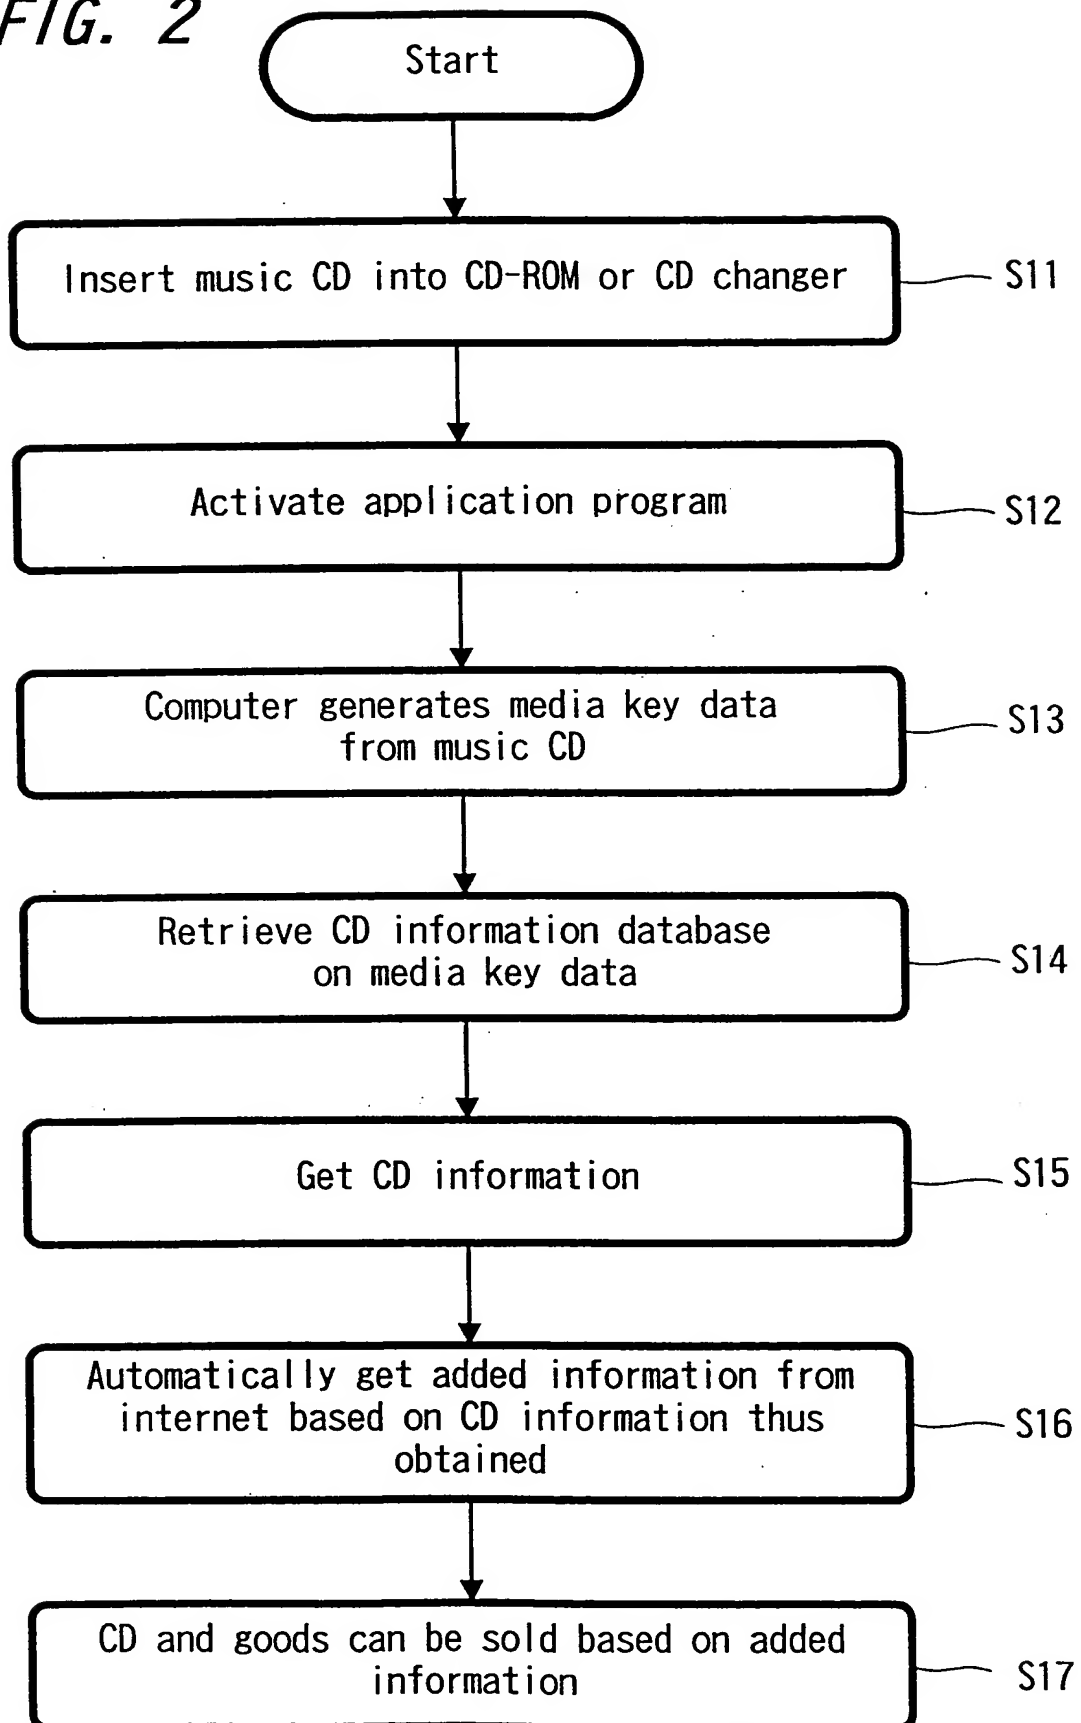 FIG. 2
Start
Insert music CD into CD-ROM or CD changer
S11
Activate application program
S12
Computer generates media key data
from music CD
S13
Retrieve CD information database
on media key data
S14
Get CD information
S15
Automatically get added information from
internet based on CD information thus
obtained
S16
CD and goods can be sold based on added
information
S17